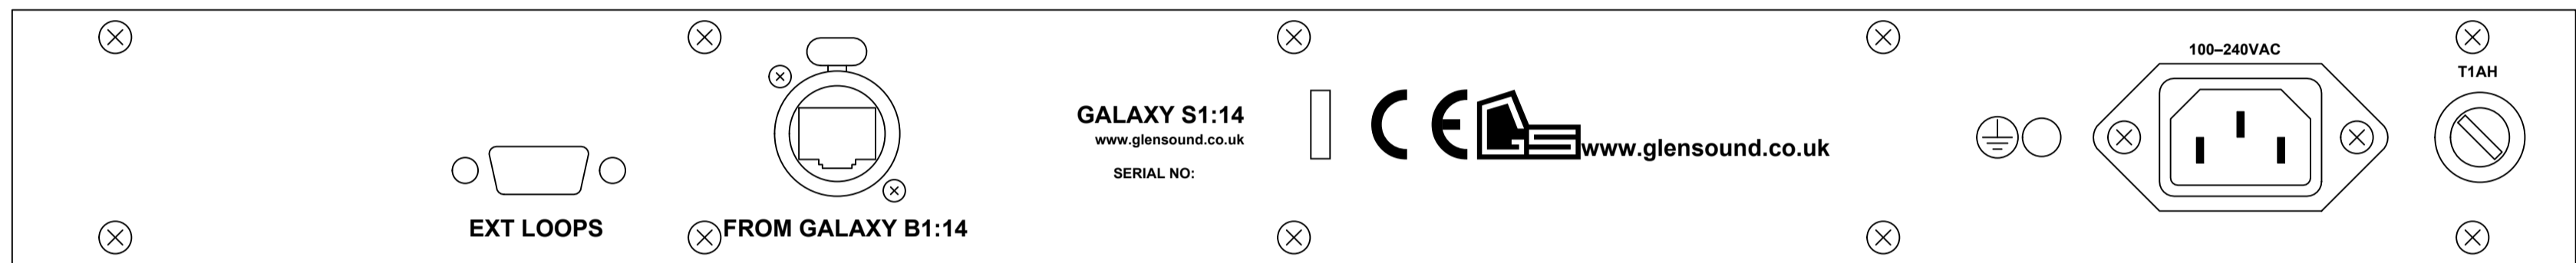 EXT LOOPS
FROM GALAXY B1:14
GALAXY S1:14
www.glensound.co.uk
SERIAL NO:
CE
GS
www.glensound.co.uk
100–240VAC
T1AH